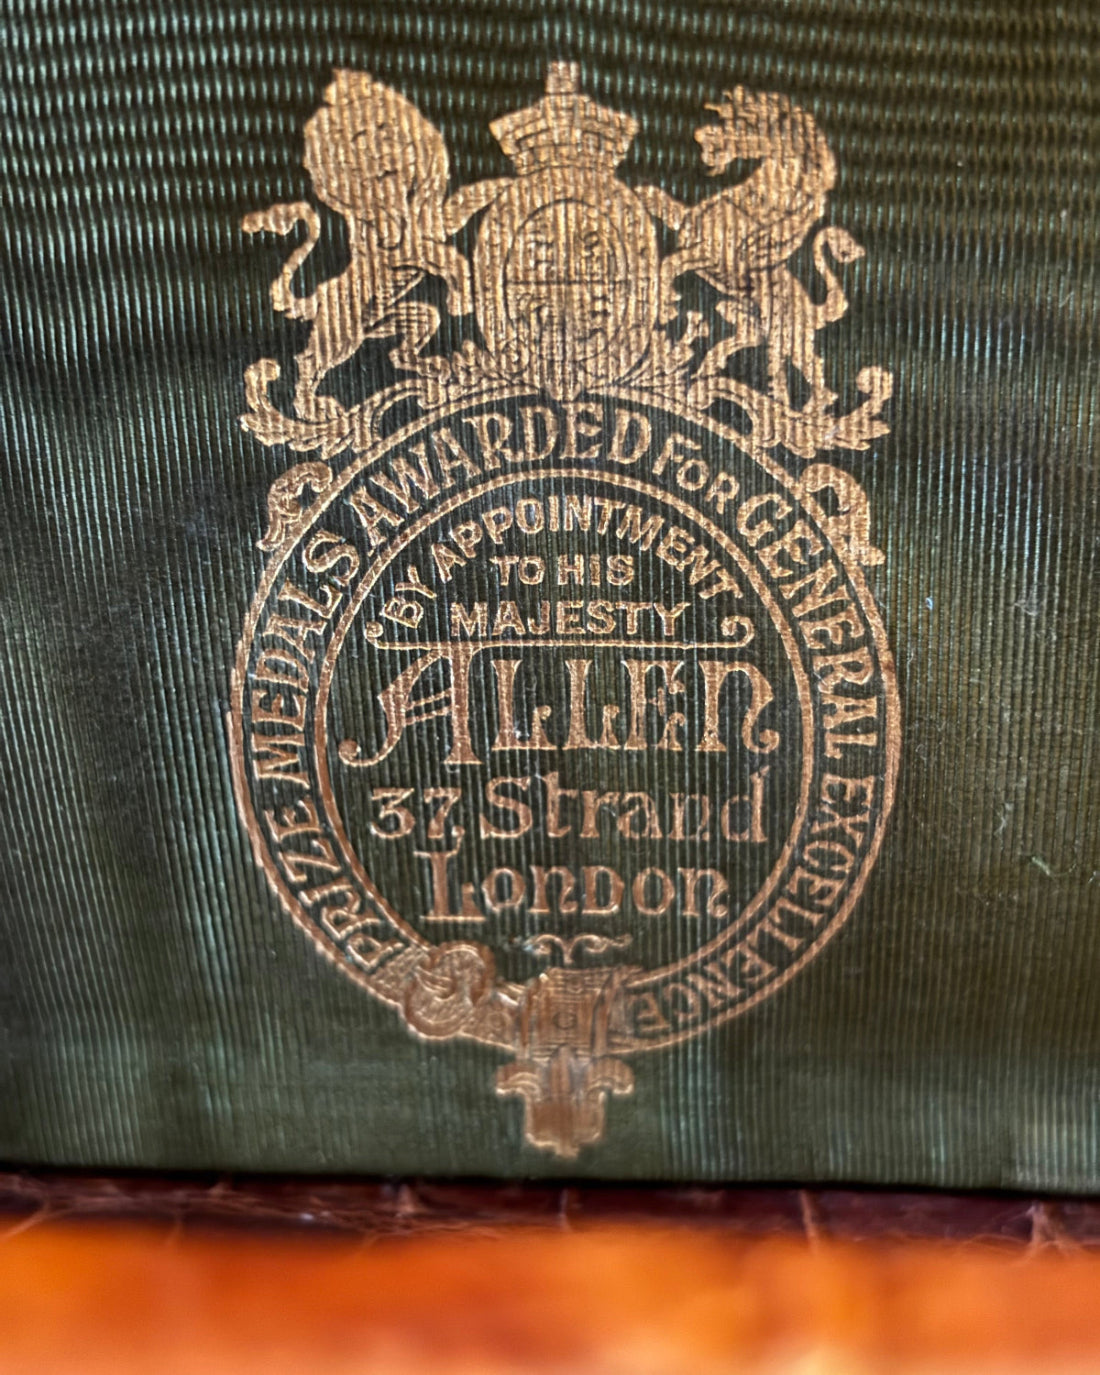 PRIZE MEDALS AWARDED FOR GENERAL EXCELLENCE
BY APPOINTMENT
TO HIS
MAJESTY
ALLEN
37, Strand
LONDON